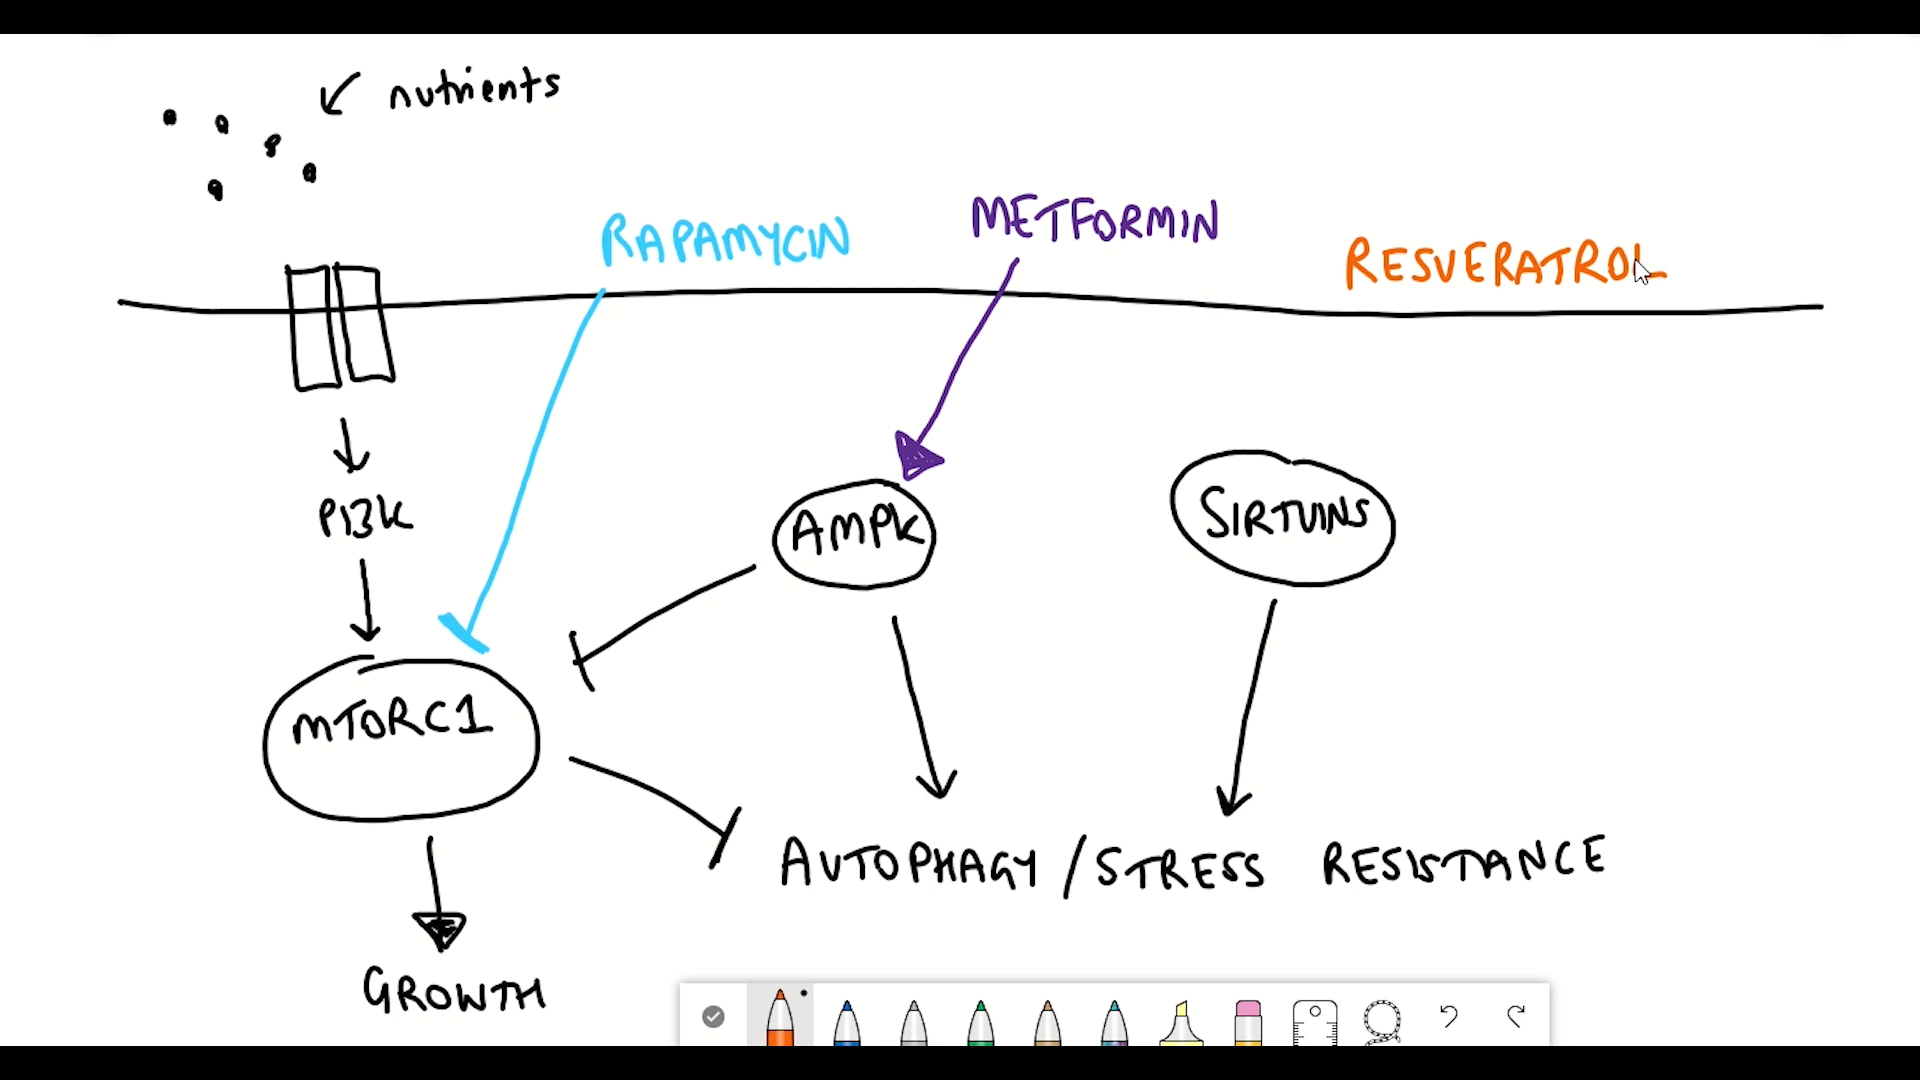 nutrients
RAPAMYCIN
METFORMIN
RESVERATROL
PI3K
AMPK
SIRTUINS
mTORC1
AUTOPHAGY / STRESS RESISTANCE
GROWTH